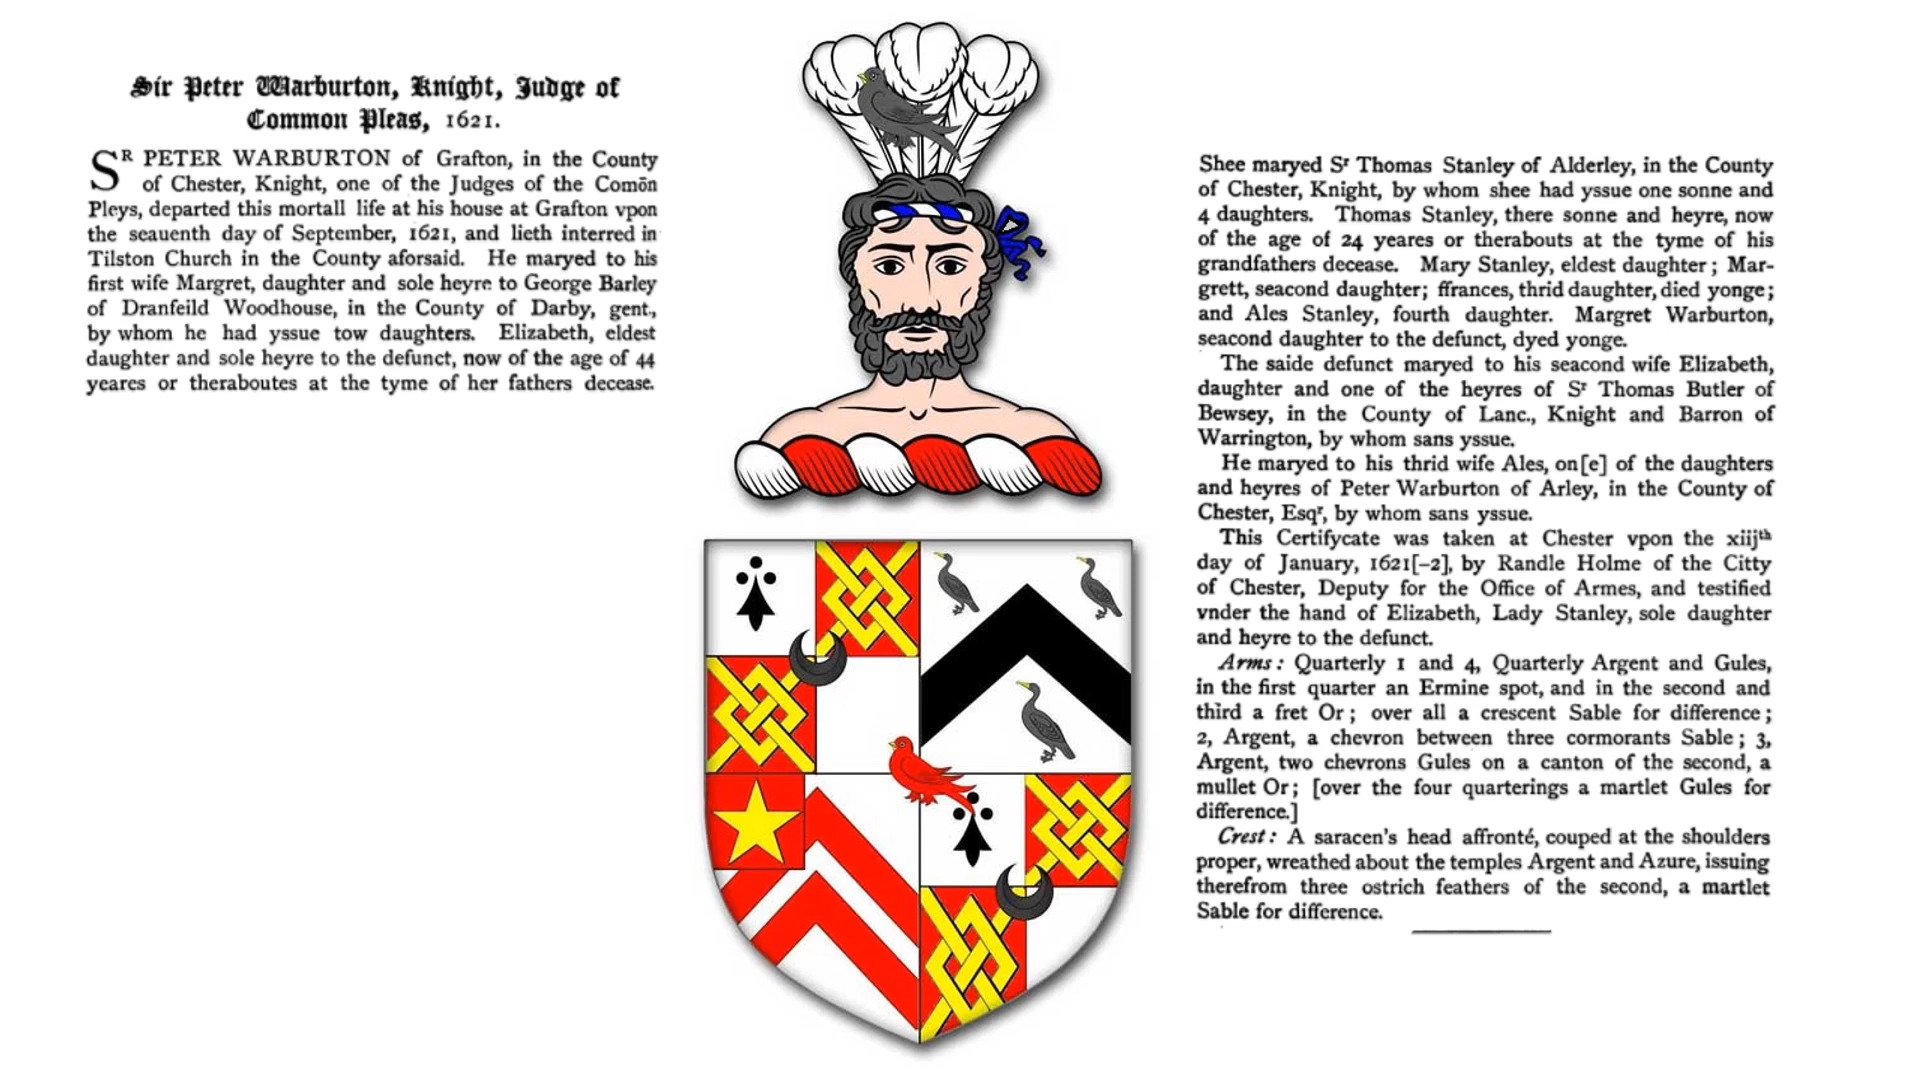 Sir Peter Warburton, Knight, Judge of
Common Pleas, 1621.
Sʀ PETER WARBURTON of Grafton, in the County
of Chester, Knight, one of the Judges of the Comōn
Pleys, departed this mortall life at his house at Grafton vpon
the seauenth day of September, 1621, and lieth interred in
Tilston Church in the County aforsaid. He maryed to his
first wife Margret, daughter and sole heyre to George Barley
of Dranfeild Woodhouse, in the County of Darby, gent.,
by whom he had yssue tow daughters. Elizabeth, eldest
daughter and sole heyre to the defunct, now of the age of 44
yeares or theraboutes at the tyme of her fathers decease.
Shee maryed Sʳ Thomas Stanley of Alderley, in the County
of Chester, Knight, by whom shee had yssue one sonne and
4 daughters. Thomas Stanley, there sonne and heyre, now
of the age of 24 yeares or therabouts at the tyme of his
grandfathers decease. Mary Stanley, eldest daughter; Mar-
grett, seacond daughter; ffrances, thrid daughter, died yonge;
and Ales Stanley, fourth daughter. Margret Warburton,
seacond daughter to the defunct, dyed yonge.
The saide defunct maryed to his seacond wife Elizabeth,
daughter and one of the heyres of Sʳ Thomas Butler of
Bewsey, in the County of Lanc., Knight and Barron of
Warrington, by whom sans yssue.
He maryed to his thrid wife Ales, on[e] of the daughters
and heyres of Peter Warburton of Arley, in the County of
Chester, Esqʳ, by whom sans yssue.
This Certifycate was taken at Chester vpon the xiijᵗʰ
day of January, 1621[-2], by Randle Holme of the Citty
of Chester, Deputy for the Office of Armes, and testified
vnder the hand of Elizabeth, Lady Stanley, sole daughter
and heyre to the defunct.
Arms: Quarterly 1 and 4, Quarterly Argent and Gules,
in the first quarter an Ermine spot, and in the second and
third a fret Or; over all a crescent Sable for difference;
2, Argent, a chevron between three cormorants Sable; 3,
Argent, two chevrons Gules on a canton of the second, a
mullet Or; [over the four quarterings a martlet Gules for
difference.]
Crest: A saracen's head affronté, couped at the shoulders
proper, wreathed about the temples Argent and Azure, issuing
therefrom three ostrich feathers of the second, a martlet
Sable for difference.